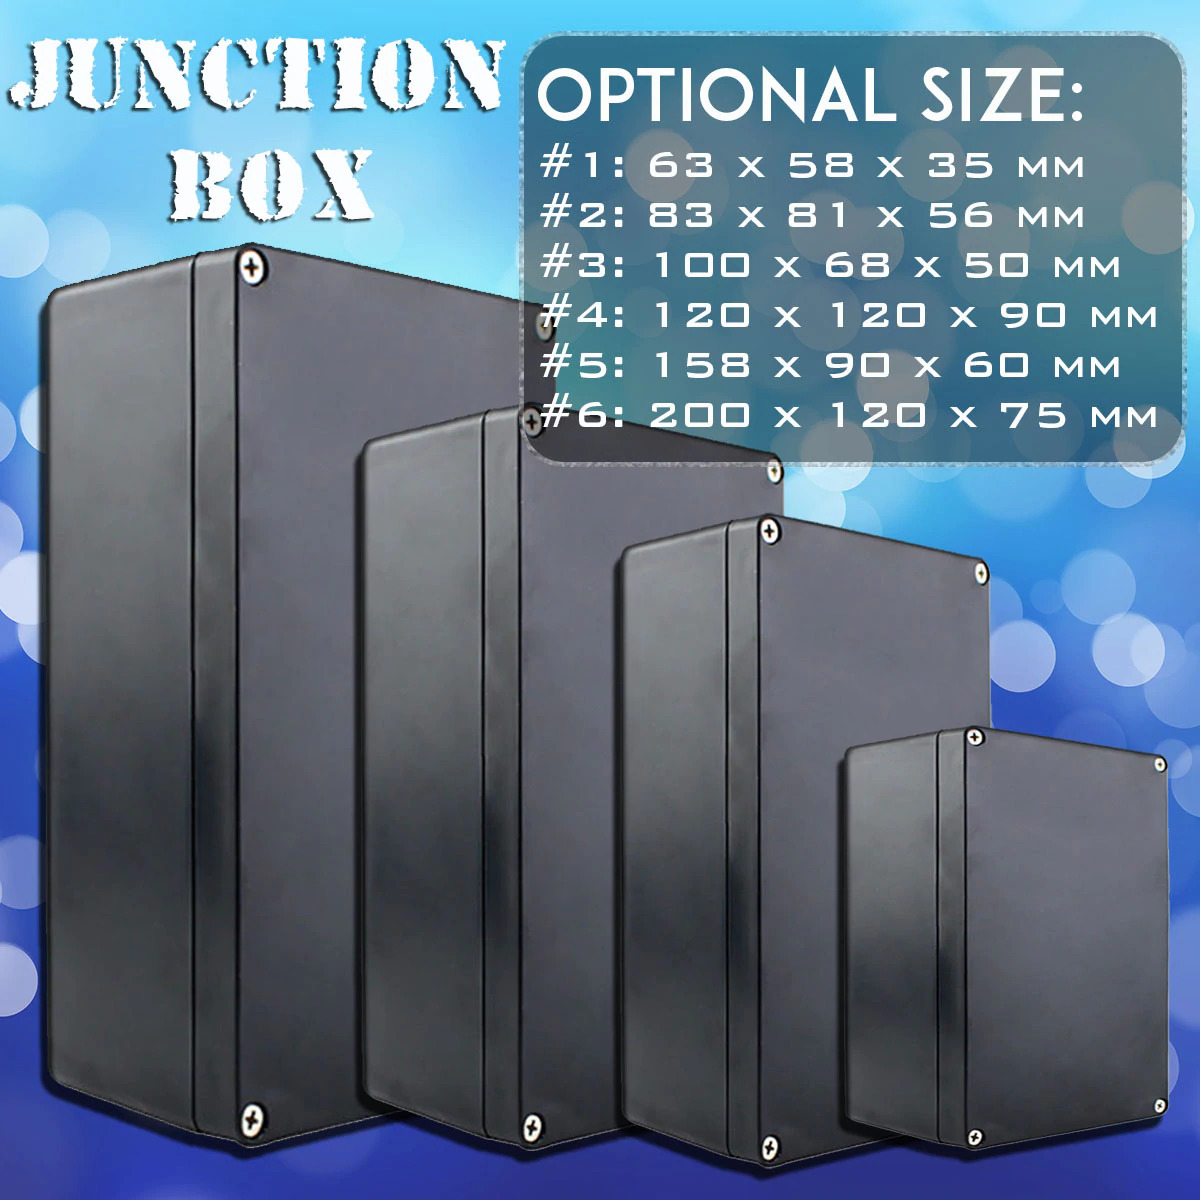 JUNCTION
BOX
OPTIONAL SIZE:
#1: 63 x 58 x 35 MM
#2: 83 x 81 x 56 MM
#3: 100 x 68 x 50 MM
#4: 120 x 120 x 90 MM
#5: 158 x 90 x 60 MM
#6: 200 x 120 x 75 MM